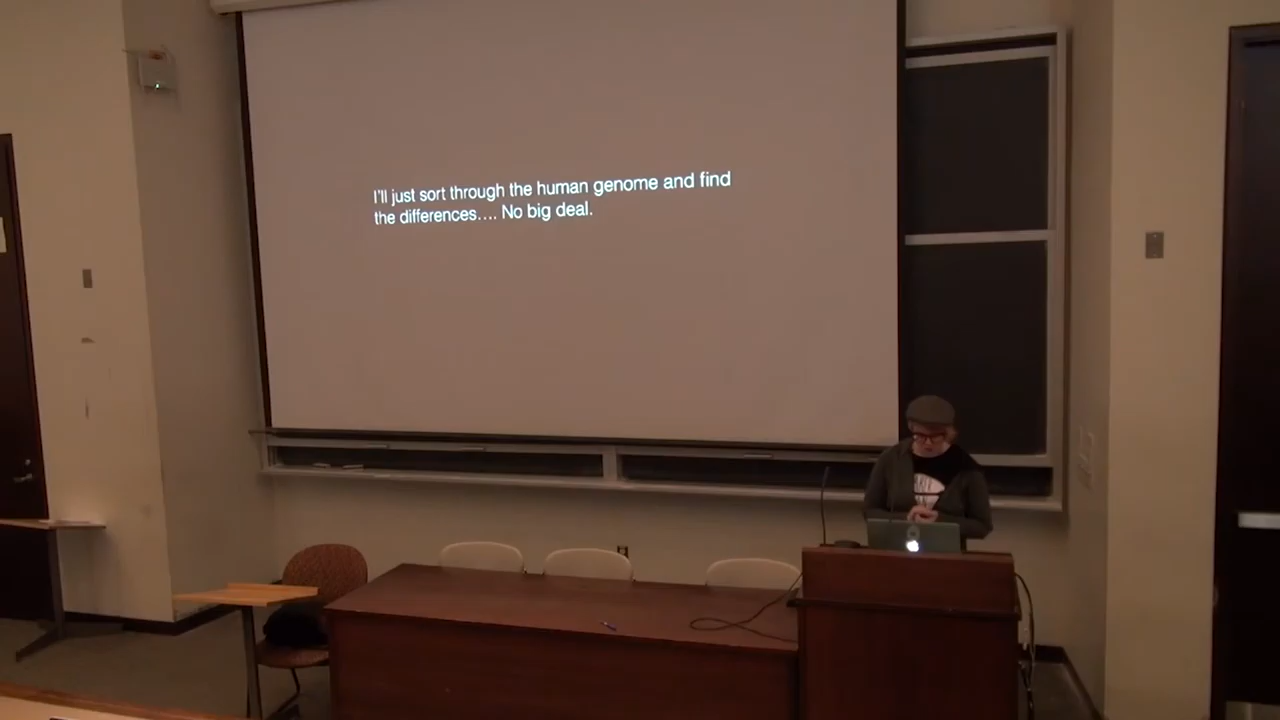 I'll just sort through the human genome and find
the differences.... No big deal.